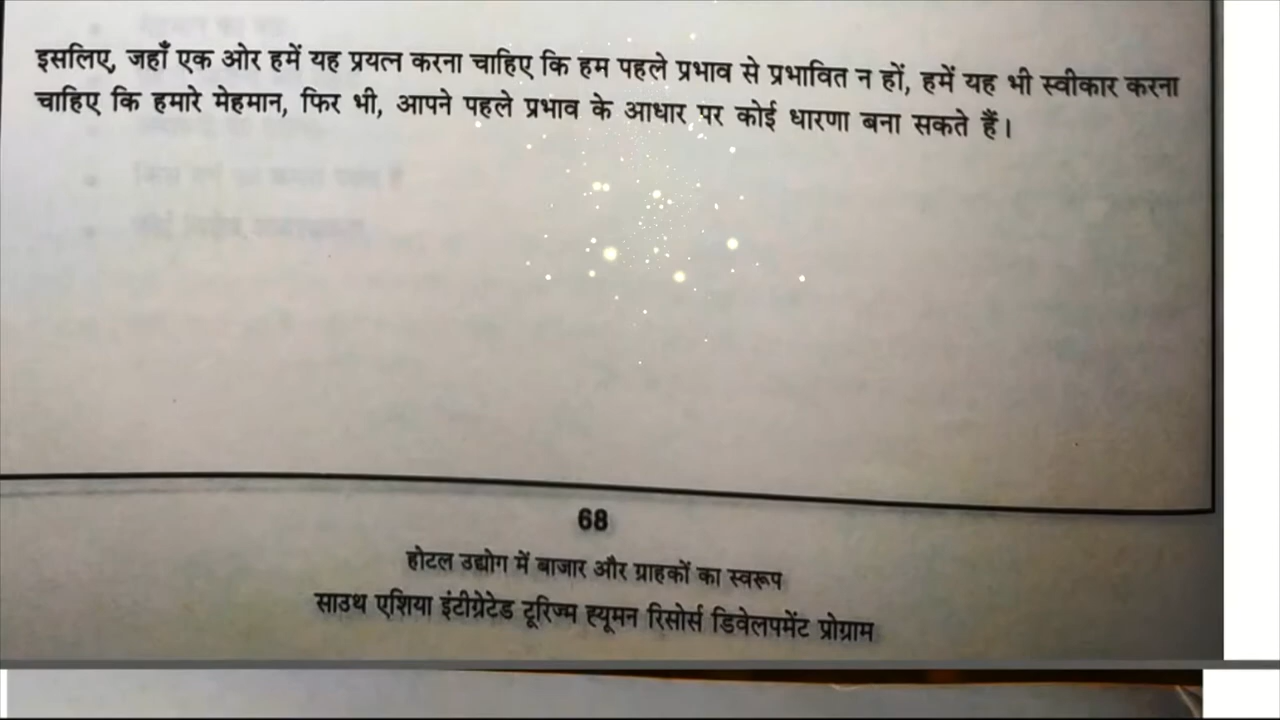 इसलिए, जहाँ एक ओर हमें यह प्रयत्न करना चाहिए कि हम पहले प्रभाव से प्रभावित न हों, हमें यह भी स्वीकार करना
चाहिए कि हमारे मेहमान, फिर भी, आपने पहले प्रभाव के आधार पर कोई धारणा बना सकते हैं।
68
होटल उद्योग में बाजार और ग्राहकों का स्वरूप
साउथ एशिया इंटीग्रेटेड टूरिज्म ह्यूमन रिसोर्स डिवेलपमेंट प्रोग्राम